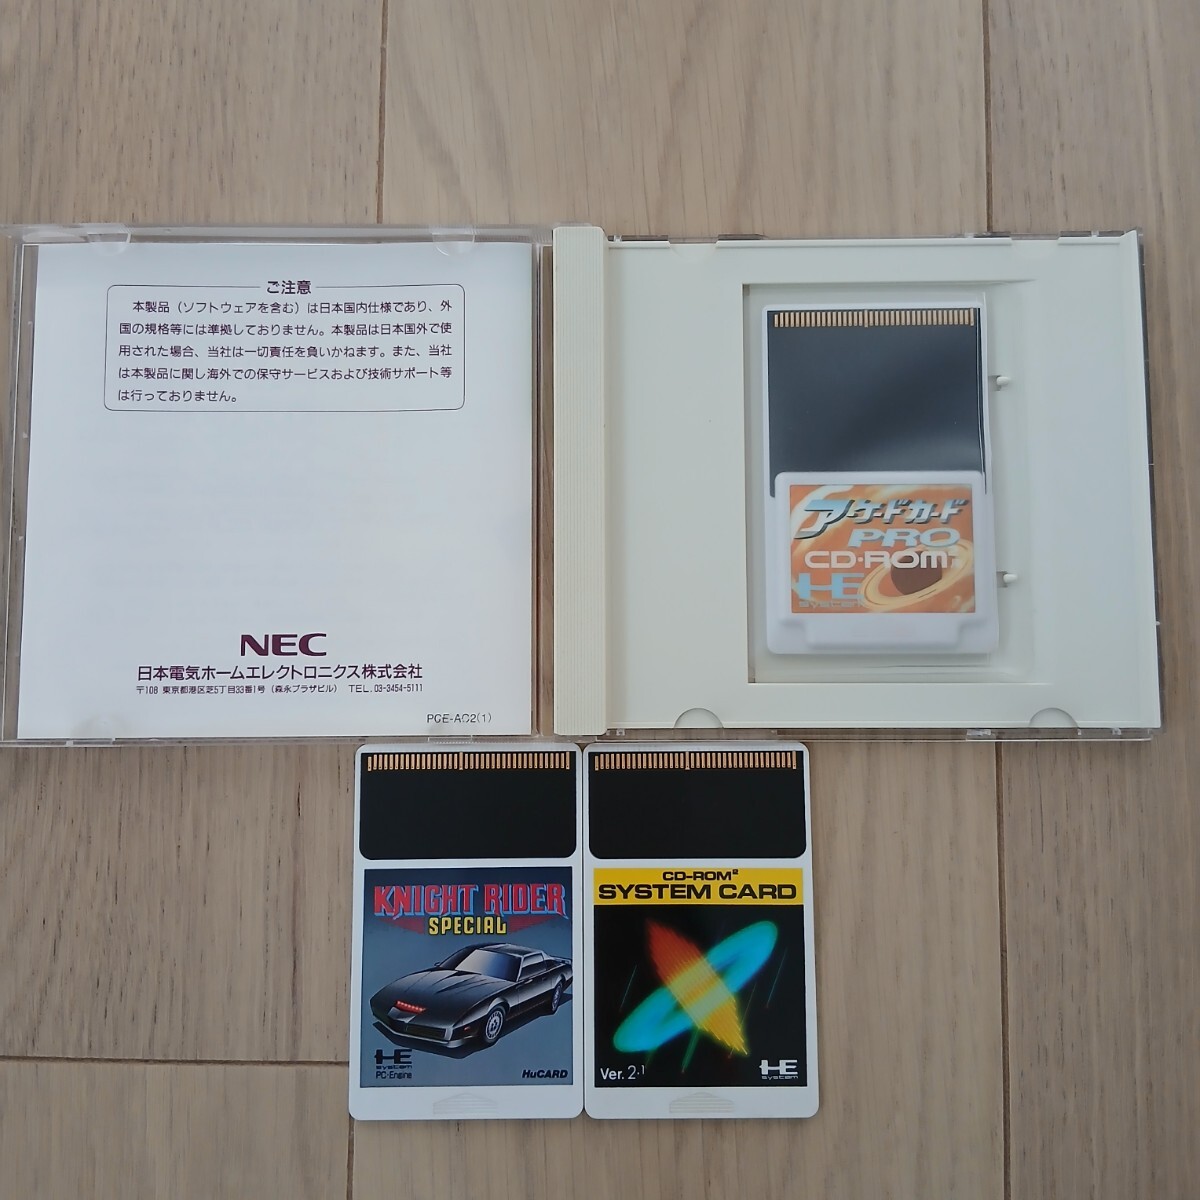 ご注意
本製品(ソフトウェアを含む)は日本国内仕様であり、外
国の規格等には準拠しておりません。本製品は日本国外で使
用された場合、当社は一切責任を負いかねます。また、当社
は本製品に関し海外での保守サービスおよび技術サポート等
は行っておりません。
NEC
日本電気ホームエレクトロニクス株式会社
〒108 東京都港区芝5丁目33番1号(森永プラザビル) TEL.03-3454-5111
PCE-AC2(1)
アーケードカード
PRO
CD-ROM²
HE
SYSTEM
KNIGHT RIDER
SPECIAL
HE
system
PC-Engine
HuCARD
CD-ROM²
SYSTEM CARD
Ver. 2.1
HE
system